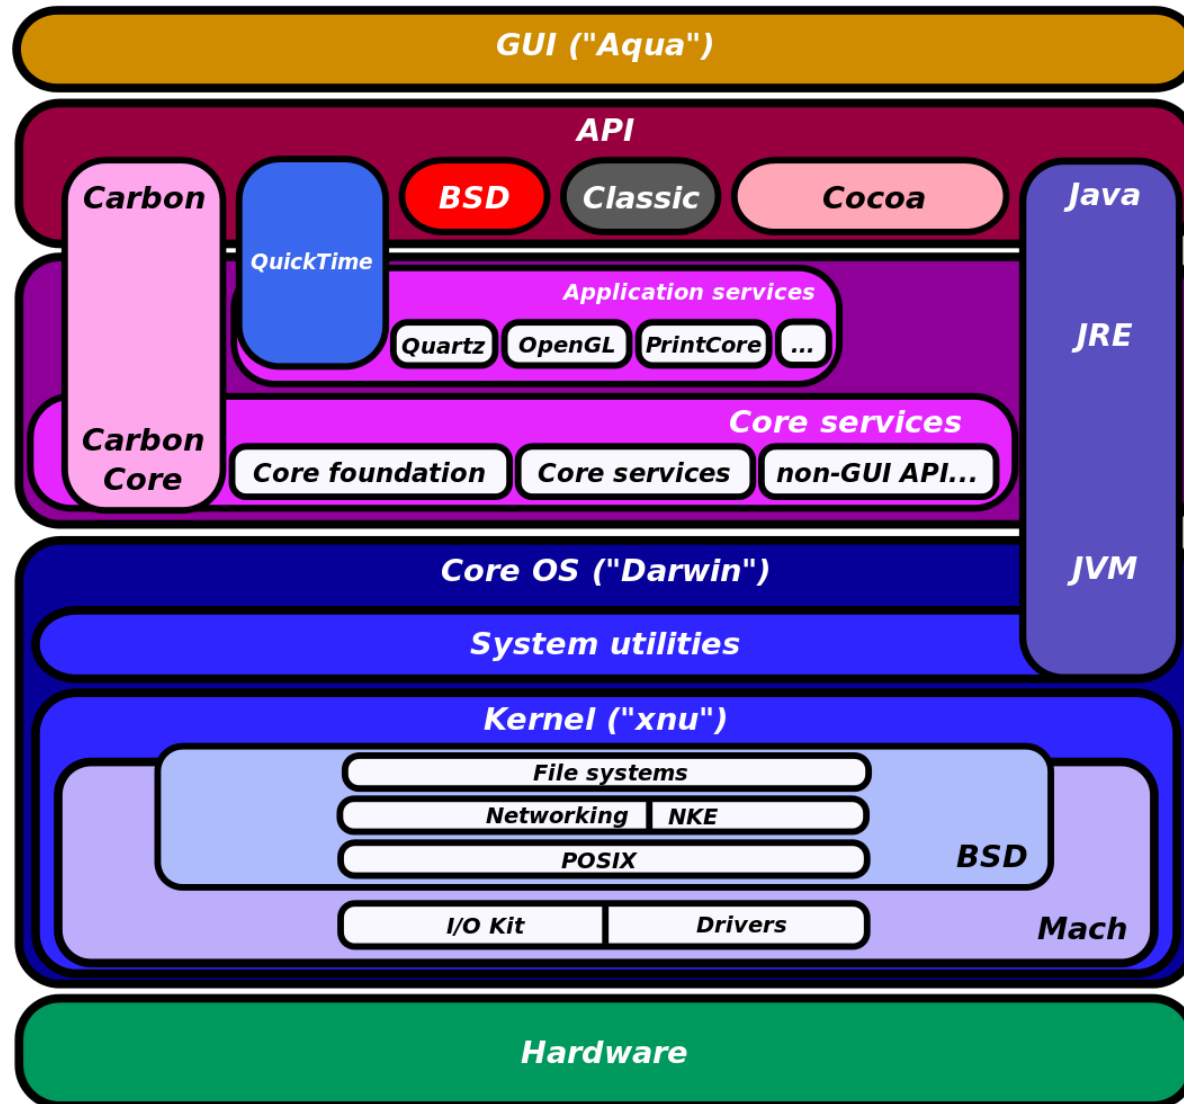 GUI ("Aqua")
API
Carbon
QuickTime
BSD
Classic
Cocoa
Java
Application services
Quartz
OpenGL
PrintCore
...
JRE
Core services
Carbon
Core
Core foundation
Core services
non-GUI API...
Core OS ("Darwin")
JVM
System utilities
Kernel ("xnu")
File systems
Networking
NKE
POSIX
BSD
I/O Kit
Drivers
Mach
Hardware